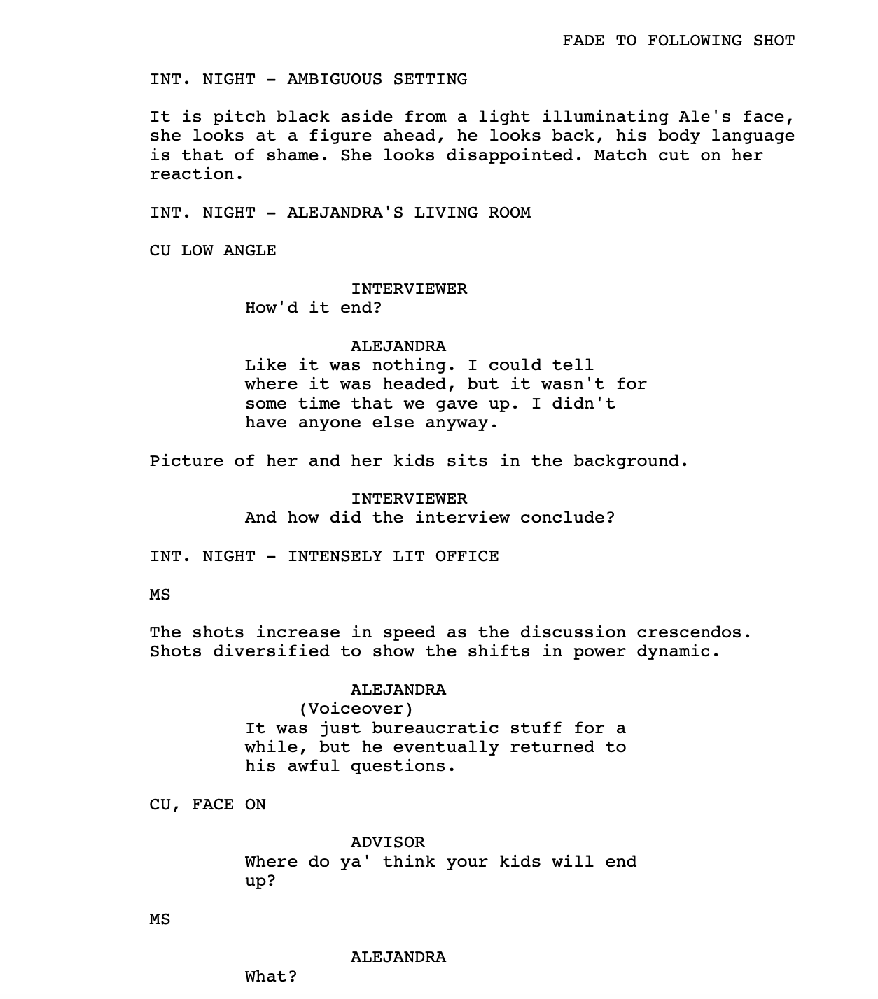 FADE TO FOLLOWING SHOT
INT. NIGHT – AMBIGUOUS SETTING
It is pitch black aside from a light illuminating Ale's face,
she looks at a figure ahead, he looks back, his body language
is that of shame. She looks disappointed. Match cut on her
reaction.
INT. NIGHT – ALEJANDRA'S LIVING ROOM
CU LOW ANGLE
INTERVIEWER
How'd it end?
ALEJANDRA
Like it was nothing. I could tell
where it was headed, but it wasn't for
some time that we gave up. I didn't
have anyone else anyway.
Picture of her and her kids sits in the background.
INTERVIEWER
And how did the interview conclude?
INT. NIGHT – INTENSELY LIT OFFICE
MS
The shots increase in speed as the discussion crescendos.
Shots diversified to show the shifts in power dynamic.
ALEJANDRA
(Voiceover)
It was just bureaucratic stuff for a
while, but he eventually returned to
his awful questions.
CU, FACE ON
ADVISOR
Where do ya' think your kids will end
up?
MS
ALEJANDRA
What?